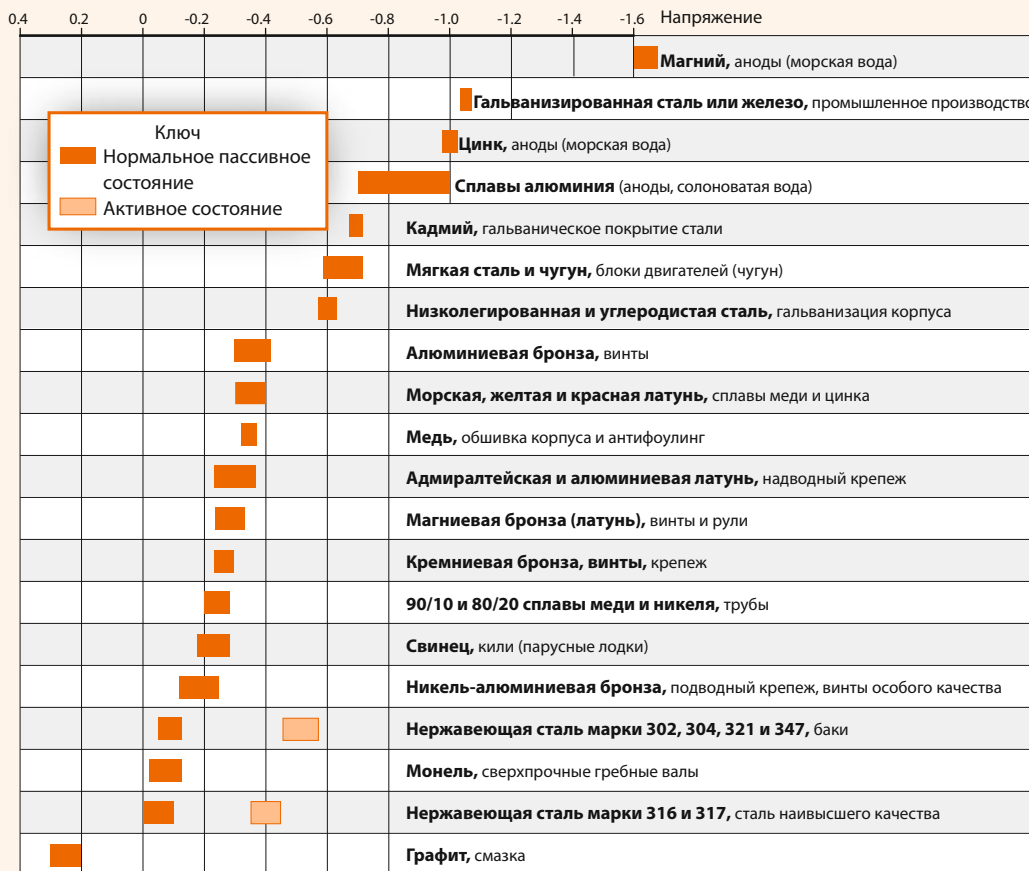 0.4 0.2 0 -0.2 -0.4 -0.6 -0.8 -1.0 -1.2 -1.4 -1.6 Напряжение
Магний, аноды (морская вода)
Гальванизированная сталь или железо, промышленное производство
Ключ
Нормальное пассивное
состояние
Активное состояние
Цинк, аноды (морская вода)
Сплавы алюминия (аноды, солоноватая вода)
Кадмий, гальваническое покрытие стали
Мягкая сталь и чугун, блоки двигателей (чугун)
Низколегированная и углеродистая сталь, гальванизация корпуса
Алюминиевая бронза, винты
Морская, желтая и красная латунь, сплавы меди и цинка
Медь, обшивка корпуса и антифоулинг
Адмиралтейская и алюминиевая латунь, надводный крепеж
Магниевая бронза (латунь), винты и рули
Кремниевая бронза, винты, крепеж
90/10 и 80/20 сплавы меди и никеля, трубы
Свинец, кили (парусные лодки)
Никель-алюминиевая бронза, подводный крепеж, винты особого качества
Нержавеющая сталь марки 302, 304, 321 и 347, баки
Монель, сверхпрочные гребные валы
Нержавеющая сталь марки 316 и 317, сталь наивысшего качества
Графит, смазка